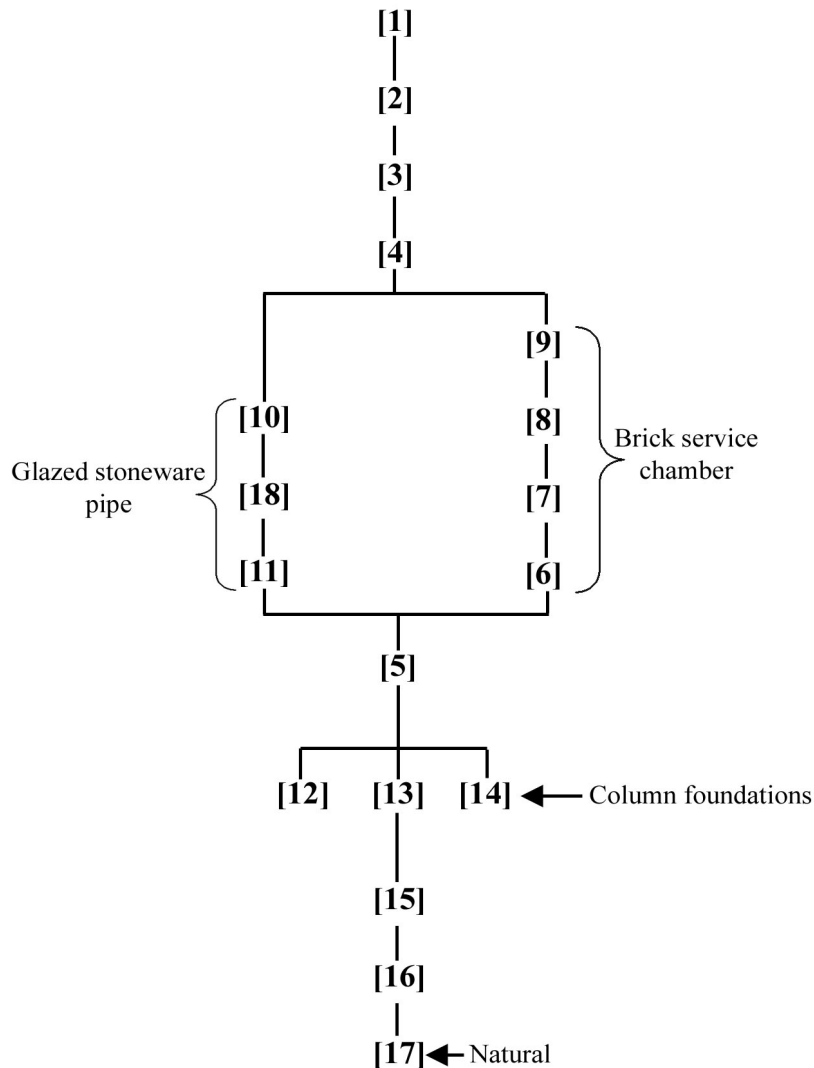 [1]
[2]
[3]
[4]
[9]
[10]
[8]
Brick service
chamber
Glazed stoneware
pipe
[18]
[7]
[11]
[6]
[5]
[12] [13] [14] Column foundations
[15]
[16]
[17] Natural